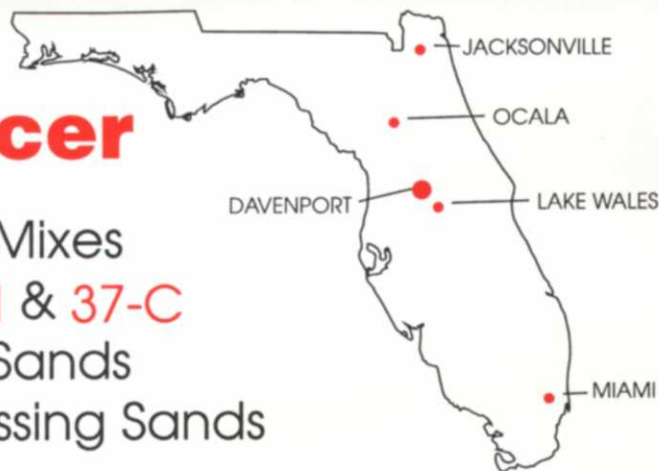 cer
Mixes
& 37-C
Sands
ssing Sands
JACKSONVILLE
OCALA
DAVENPORT
LAKE WALES
MIAMI